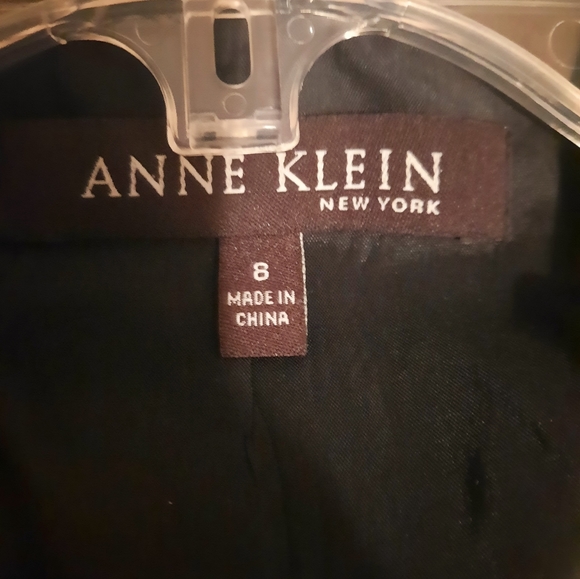 ANNE KLEIN
NEW YORK
8
MADE IN
CHINA